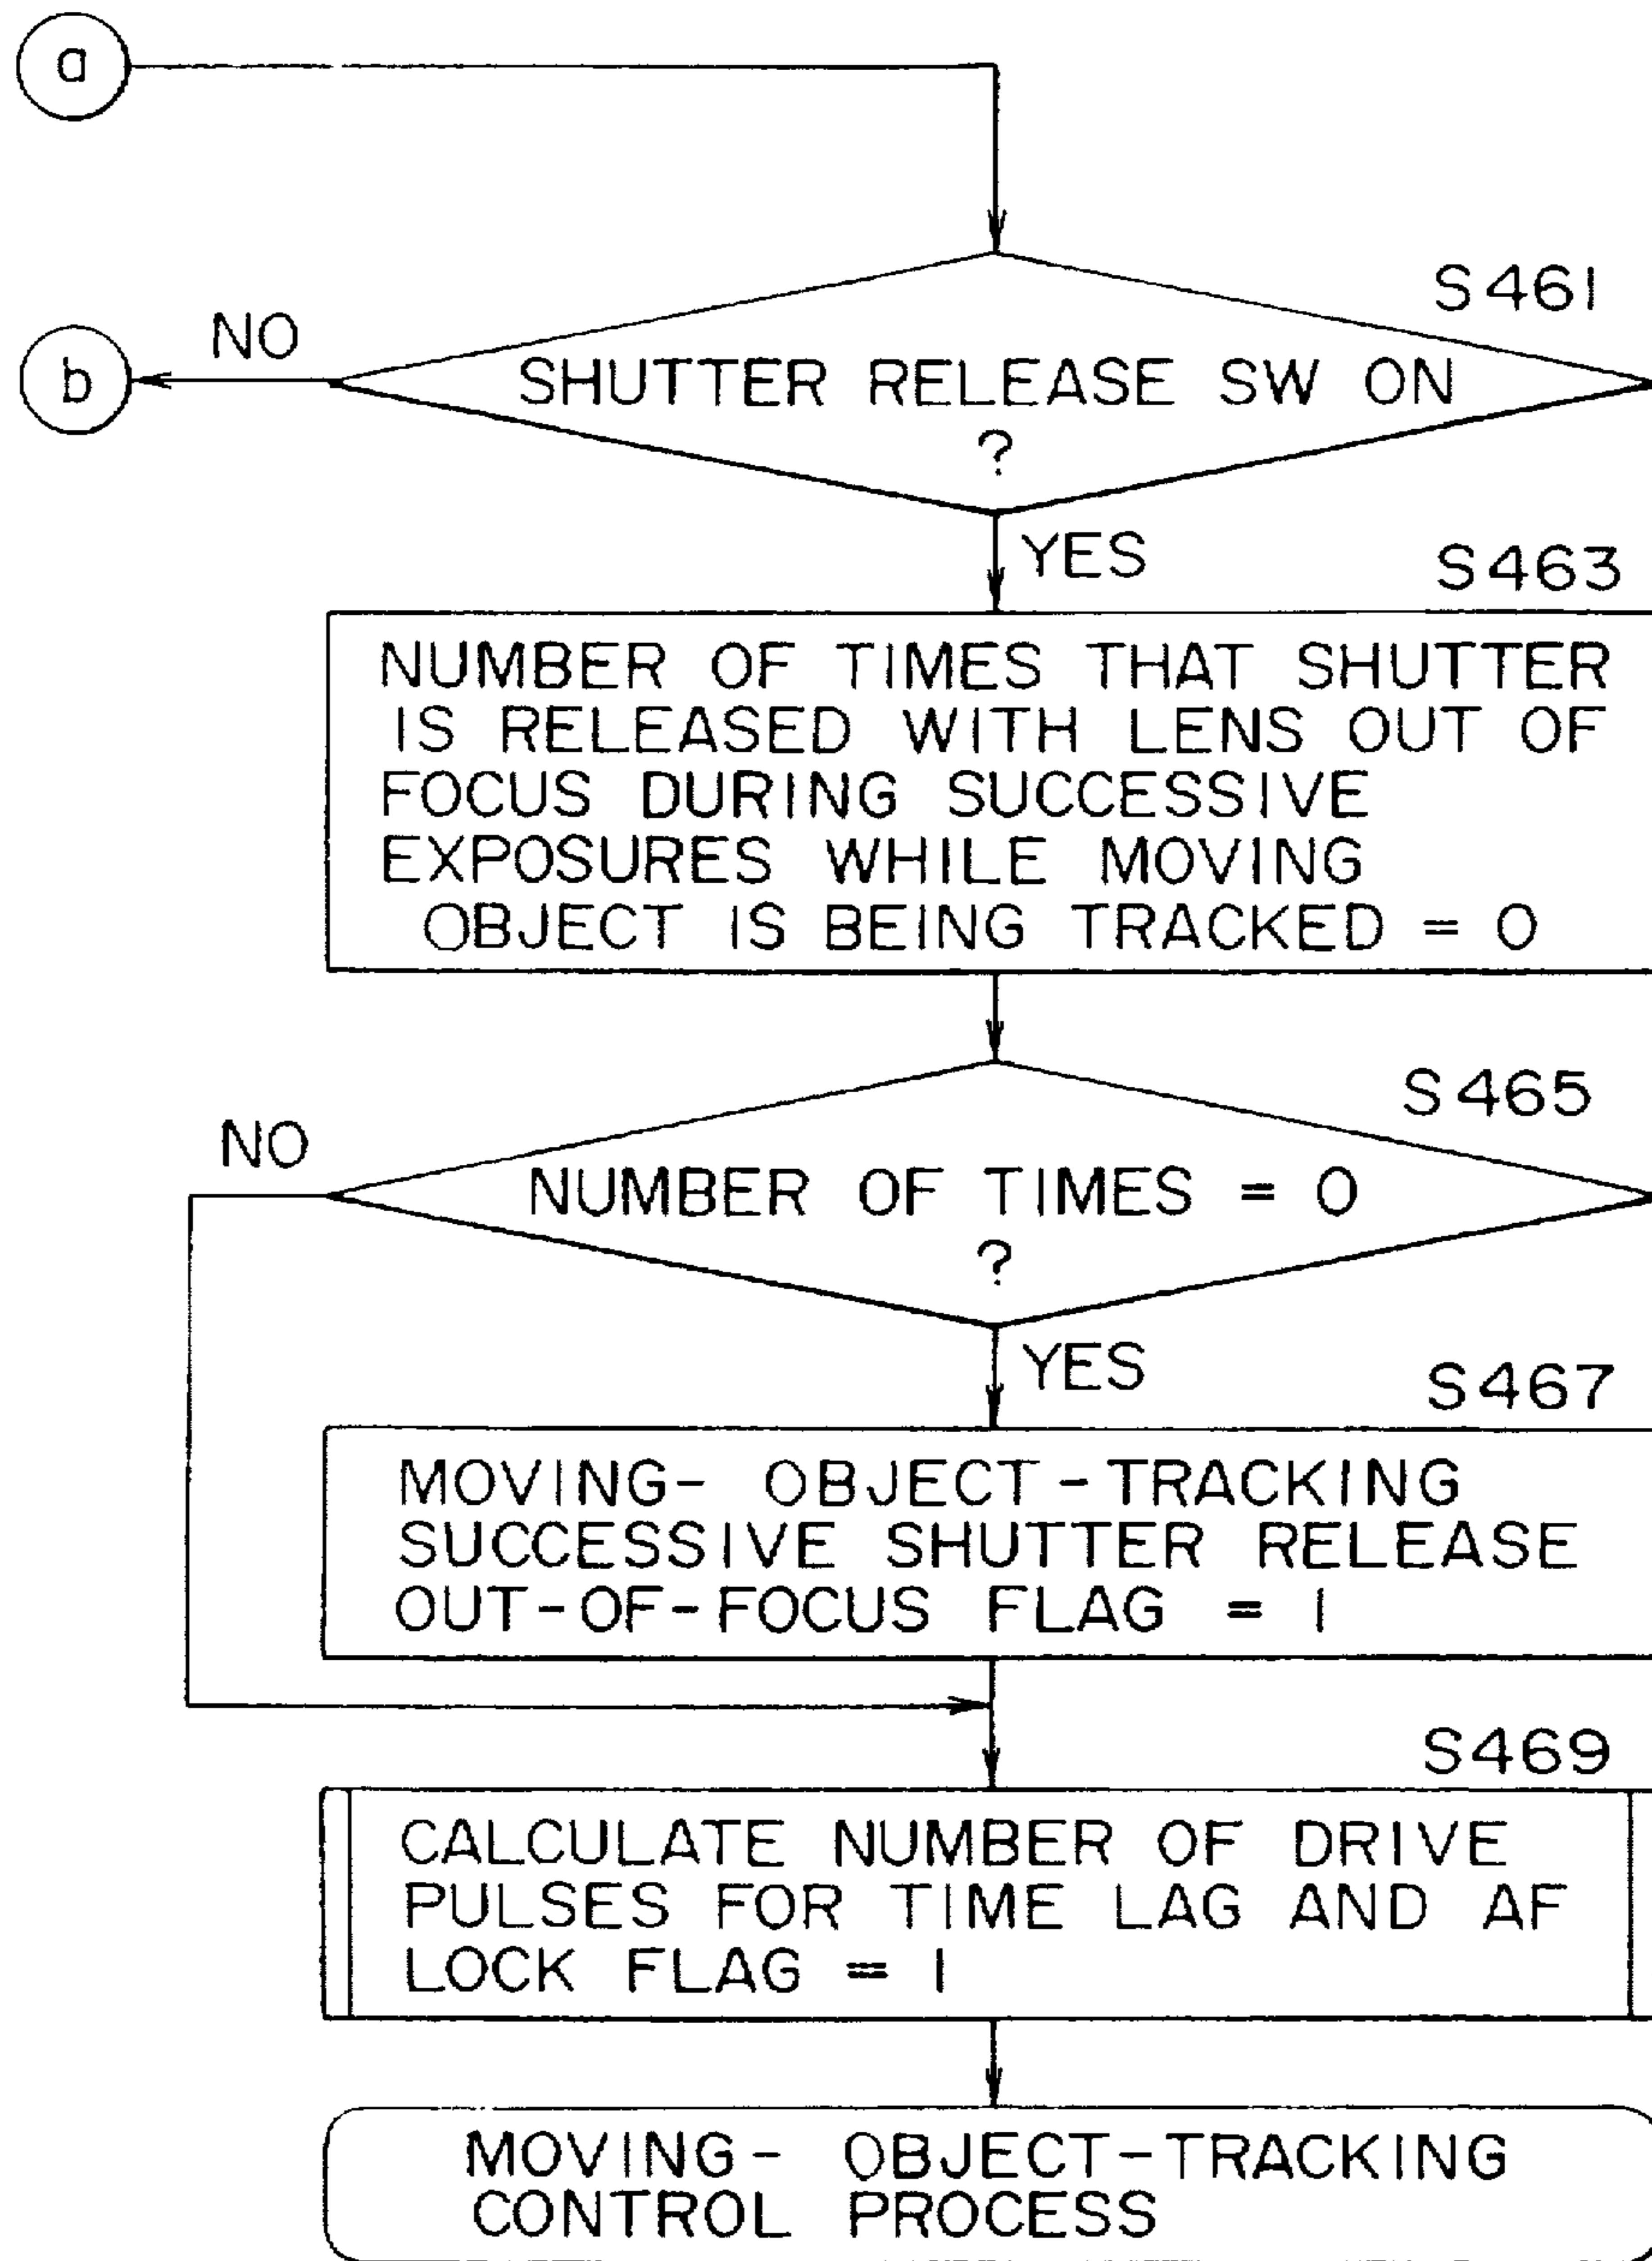 a
S461
NO
b
SHUTTER RELEASE SW ON
?
YES
S463
NUMBER OF TIMES THAT SHUTTER
IS RELEASED WITH LENS OUT OF
FOCUS DURING SUCCESSIVE
EXPOSURES WHILE MOVING
OBJECT IS BEING TRACKED = 0
S465
NO
NUMBER OF TIMES = 0
?
YES
S467
MOVING- OBJECT-TRACKING
SUCCESSIVE SHUTTER RELEASE
OUT-OF-FOCUS FLAG = 1
S469
CALCULATE NUMBER OF DRIVE
PULSES FOR TIME LAG AND AF
LOCK FLAG = 1
MOVING- OBJECT-TRACKING
CONTROL PROCESS